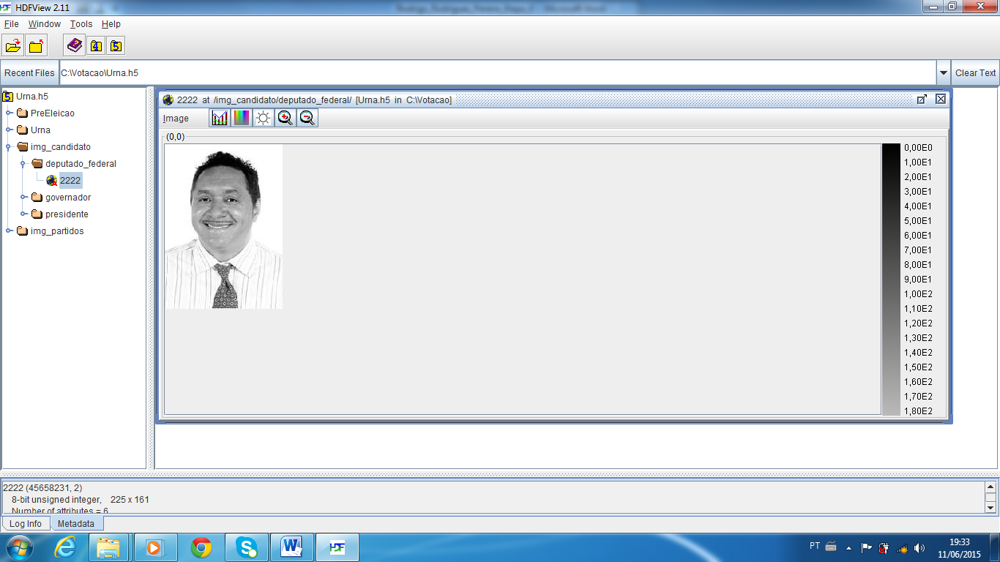 HDFView 2.11
File Window Tools Help
4 5
Recent Files C:\Votacao\Urna.h5 Clear Text
5 Urna.h5
PreEleicao
Urna
img_candidato
deputado_federal
2222
governador
presidente
img_partidos
2222 at /img_candidato/deputado_federal/ [Urna.h5 in C:\Votacao]
Image
(0,0)
0,00E0
1,00E1
2,00E1
3,00E1
4,00E1
5,00E1
6,00E1
7,00E1
8,00E1
9,00E1
1,00E2
1,10E2
1,20E2
1,30E2
1,40E2
1,50E2
1,60E2
1,70E2
1,80E2
2222 (45658231, 2)
8-bit unsigned integer, 225 x 161
Number of attributes = 6
Log Info Metadata
HDF
PT
19:33
11/06/2015